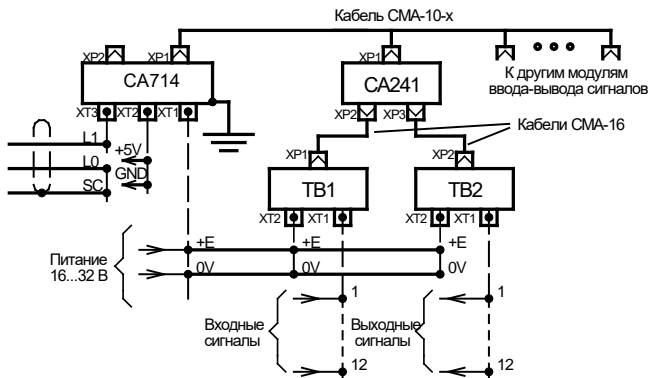 Кабель СМА-10-х
XP2
XP1
XP1
СА714
СА241
К другим модулям
ввода-вывода сигналов
XT3
XT2
XT1
XP2
XP3
Кабели СМА-16
L1
+5V
L0
GND
SC
XP1
XP2
TB1
TB2
XT2
XT1
XT2
XT1
Питание
16...32 В
+E
+E
+E
0V
0V
0V
Входные
сигналы
1
12
Выходные
сигналы
1
12